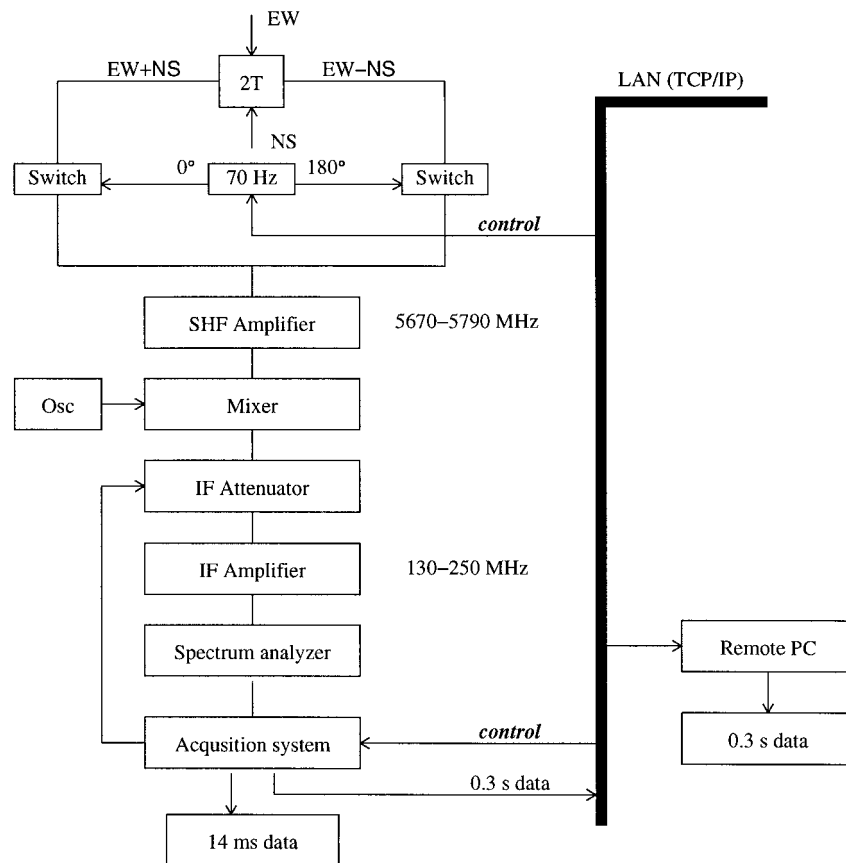 EW
EW+NS
2T
EW−NS
LAN (TCP/IP)
NS
Switch
0°
70 Hz
180°
Switch
control
SHF Amplifier
5670−5790 MHz
Osc
Mixer
IF Attenuator
IF Amplifier
130−250 MHz
Spectrum analyzer
Remote PC
Acqusition system
control
0.3 s data
0.3 s data
14 ms data